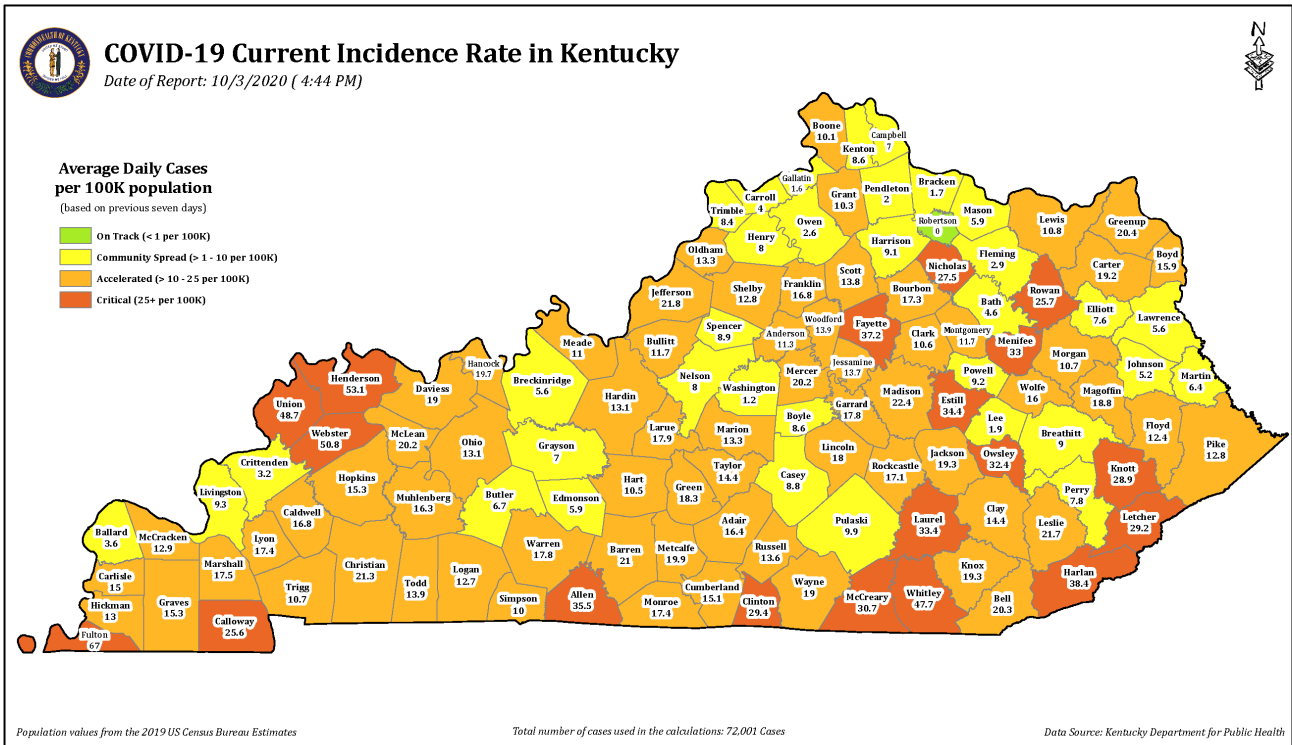 COVID-19 Current Incidence Rate in Kentucky
Date of Report: 10/3/2020 ( 4:44 PM)
N
Average Daily Cases
per 100K population
(based on previous seven days)
On Track (< 1 per 100K)
Community Spread (> 1 - 10 per 100K)
Accelerated (> 10 - 25 per 100K)
Critical (25+ per 100K)
Boone
10.1
Kenton
8.6
Campbell
7
Gallatin
1.6
Carroll
4
Trimble
8.4
Grant
10.3
Pendleton
2
Bracken
1.7
Owen
2.6
Robertson
0
Mason
5.9
Lewis
10.8
Greenup
20.4
Henry
8
Harrison
9.1
Oldham
13.3
Fleming
2.9
Boyd
15.9
Nicholas
27.5
Carter
19.2
Scott
13.8
Franklin
16.8
Shelby
12.8
Jefferson
21.8
Bourbon
17.3
Rowan
25.7
Bath
4.6
Elliott
7.6
Lawrence
5.6
Woodford
13.9
Fayette
37.2
Spencer
8.9
Anderson
11.3
Clark
10.6
Montgomery
11.7
Menifee
33
Meade
11
Bullitt
11.7
Morgan
10.7
Jessamine
13.7
Johnson
5.2
Martin
6.4
Hancock
19.7
Breckinridge
5.6
Nelson
8
Washington
1.2
Mercer
20.2
Powell
9.2
Henderson
53.1
Daviess
19
Wolfe
16
Magoffin
18.8
Madison
22.4
Estill
34.4
Hardin
13.1
Union
48.7
Garrard
17.8
Boyle
8.6
Lee
1.9
Floyd
12.4
Webster
50.8
McLean
20.2
Larue
17.9
Marion
13.3
Breathitt
9
Ohio
13.1
Grayson
7
Pike
12.8
Lincoln
18
Jackson
19.3
Owsley
32.4
Crittenden
3.2
Taylor
14.4
Rockcastle
17.1
Knott
28.9
Hopkins
15.3
Hart
10.5
Green
18.3
Casey
8.8
Livingston
9.3
Muhlenberg
16.3
Butler
6.7
Edmonson
5.9
Perry
7.8
Caldwell
16.8
Clay
14.4
Letcher
29.2
Adair
16.4
Pulaski
9.9
Laurel
33.4
Leslie
21.7
Ballard
3.6
McCracken
12.9
Lyon
17.4
Warren
17.8
Barren
21
Metcalfe
19.9
Russell
13.6
Marshall
17.5
Christian
21.3
Knox
19.3
Carlisle
15
Logan
12.7
Harlan
38.4
Todd
13.9
Wayne
19
Trigg
10.7
Cumberland
15.1
Allen
35.5
Whitley
47.7
McCreary
30.7
Simpson
10
Monroe
17.4
Clinton
29.4
Bell
20.3
Hickman
13
Graves
15.3
Calloway
25.6
Fulton
67
Population values from the 2019 US Census Bureau Estimates
Total number of cases used in the calculations: 72,001 Cases
Data Source: Kentucky Department for Public Health